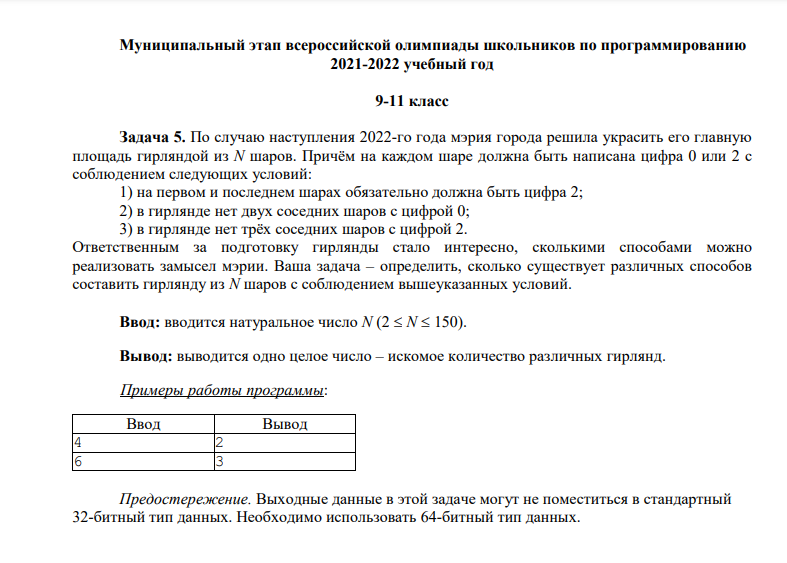 Муниципальный этап всероссийской олимпиады школьников по программированию
2021-2022 учебный год
9-11 класс
Задача 5. По случаю наступления 2022-го года мэрия города решила украсить его главную
площадь гирляндой из N шаров. Причём на каждом шаре должна быть написана цифра 0 или 2 с
соблюдением следующих условий:
1) на первом и последнем шарах обязательно должна быть цифра 2;
2) в гирлянде нет двух соседних шаров с цифрой 0;
3) в гирлянде нет трёх соседних шаров с цифрой 2.
Ответственным за подготовку гирлянды стало интересно, сколькими способами можно
реализовать замысел мэрии. Ваша задача – определить, сколько существует различных способов
составить гирлянду из N шаров с соблюдением вышеуказанных условий.
Ввод: вводится натуральное число N (2 ≤ N ≤ 150).
Вывод: выводится одно целое число – искомое количество различных гирлянд.
Примеры работы программы:
Ввод Вывод
4 2
6 3
Предостережение. Выходные данные в этой задаче могут не поместиться в стандартный
32-битный тип данных. Необходимо использовать 64-битный тип данных.